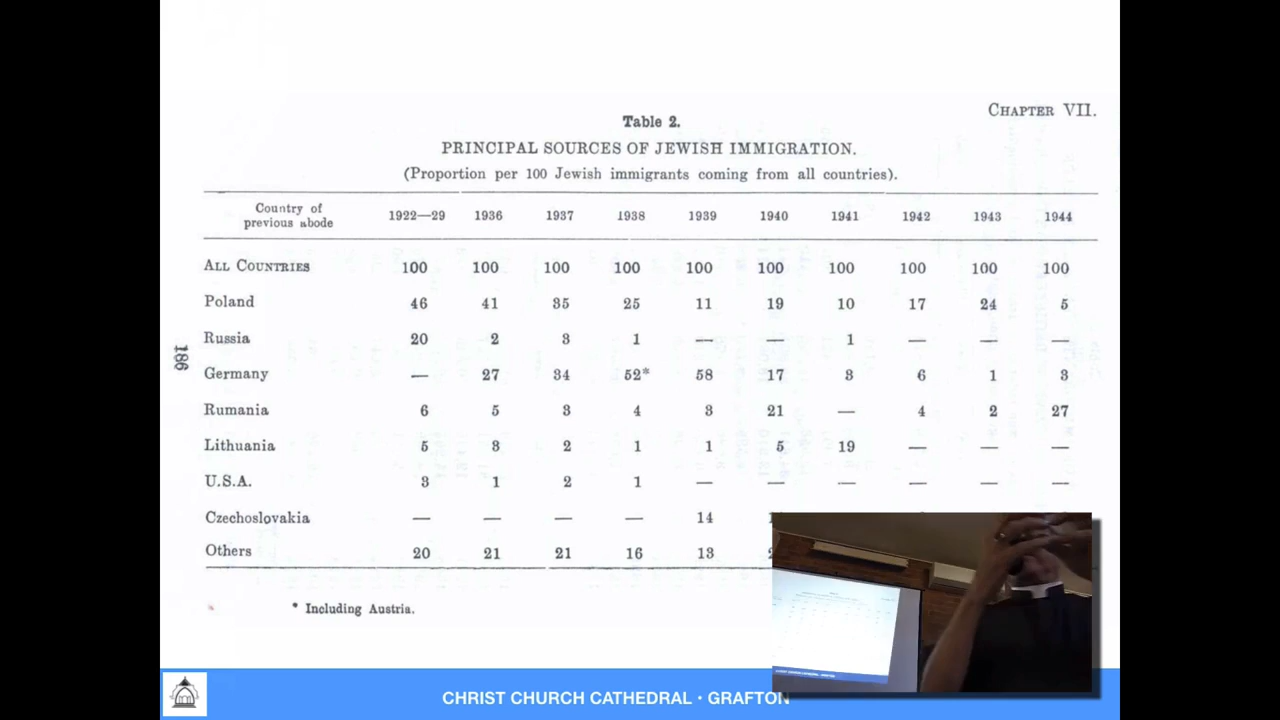 CHAPTER VII.
Table 2.
PRINCIPAL SOURCES OF JEWISH IMMIGRATION.
(Proportion per 100 Jewish immigrants coming from all countries).
Country of previous abode 1922—29 1936 1937 1938 1939 1940 1941 1942 1943 1944
ALL COUNTRIES 100 100 100 100 100 100 100 100 100 100
Poland 46 41 35 25 11 19 10 17 24 5
Russia 20 2 3 1 — — 1 — — —
186
Germany — 27 34 52* 58 17 3 6 1 3
Rumania 6 5 3 4 3 21 — 4 2 27
Lithuania 5 3 2 1 1 5 19 — — —
U.S.A. 3 1 2 1 — — — — — —
Czechoslovakia — — — — 14
Others 20 21 21 16 13
* Including Austria.
CHRIST CHURCH CATHEDRAL · GRAFTON